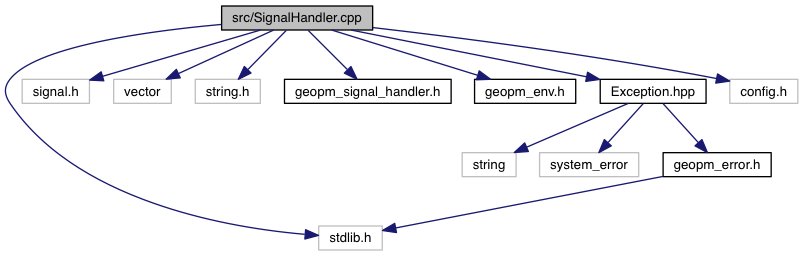 src/SignalHandler.cpp
signal.h
vector
string.h
geopm_signal_handler.h
geopm_env.h
Exception.hpp
config.h
string
system_error
geopm_error.h
stdlib.h